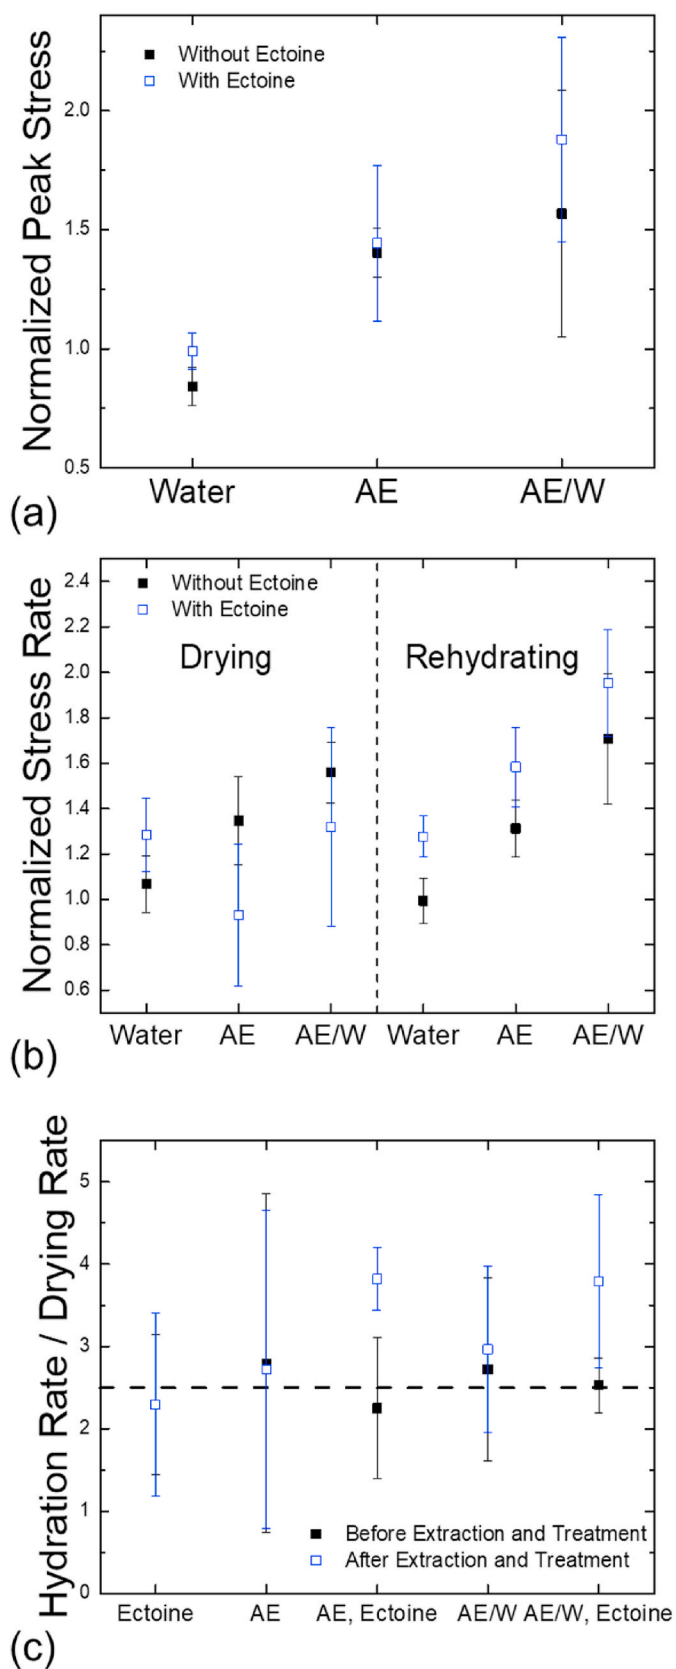 Normalized Peak Stress
Without Ectoine
With Ectoine
2.0
1.5
1.0
0.5
Water AE AE/W
(a)
Normalized Stress Rate
Without Ectoine
With Ectoine
Drying Rehydrating
2.4
2.2
2.0
1.8
1.6
1.4
1.2
1.0
0.8
0.6
Water AE AE/W Water AE AE/W
(b)
Hydration Rate / Drying Rate
5
4
3
2
1
0
Before Extraction and Treatment
After Extraction and Treatment
Ectoine AE AE, Ectoine AE/W AE/W, Ectoine
(c)